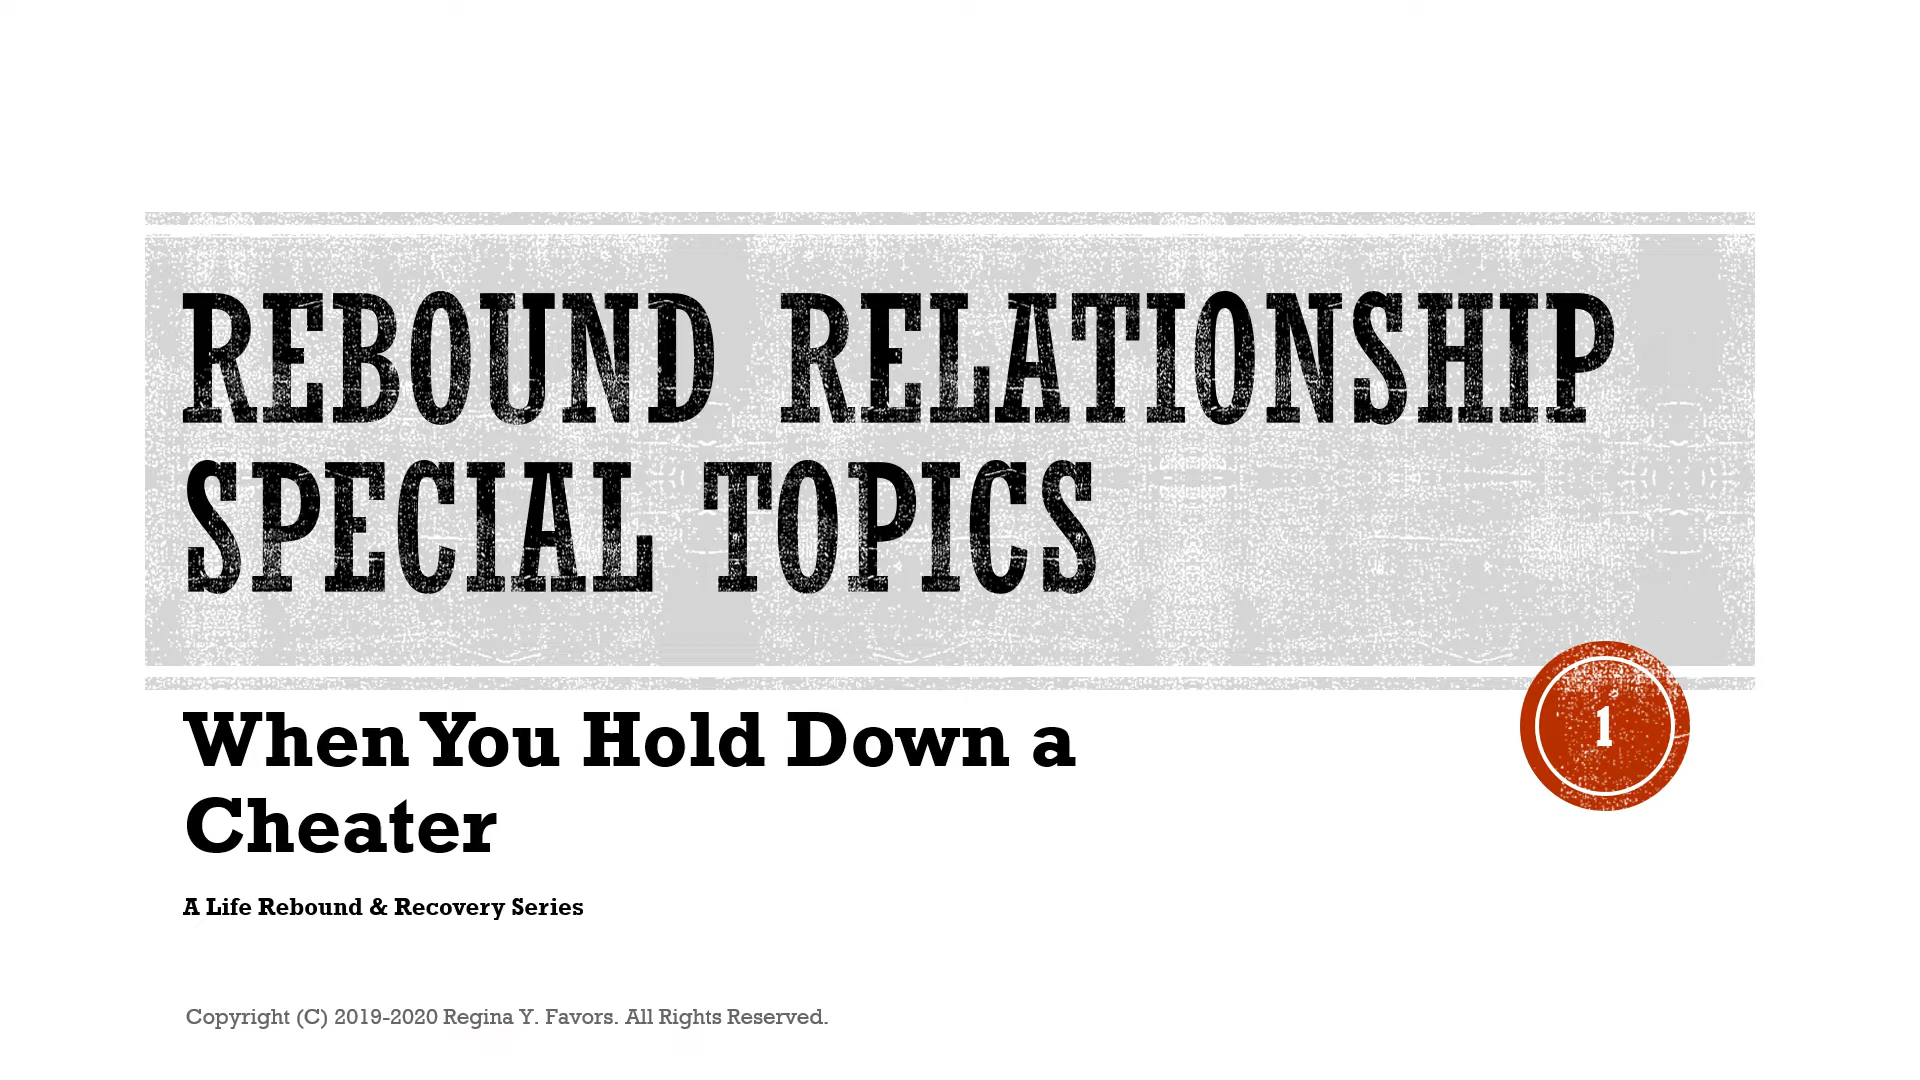 REBOUND RELATIONSHIP
SPECIAL TOPICS
1
When You Hold Down a
Cheater
A Life Rebound & Recovery Series
Copyright (C) 2019-2020 Regina Y. Favors. All Rights Reserved.